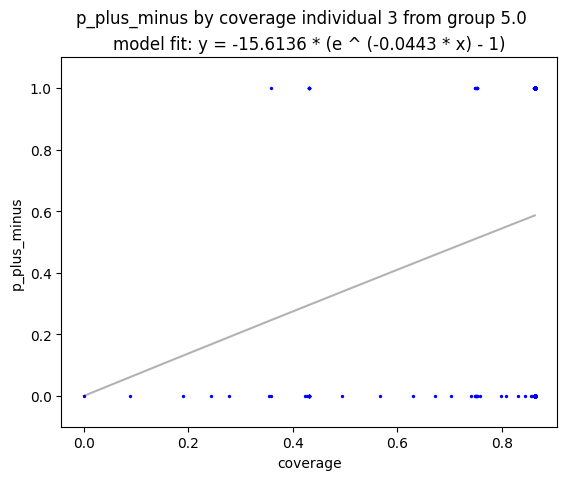 p_plus_minus by coverage individual 3 from group 5.0
model fit: y = -15.6136 * (e ^ (-0.0443 * x) - 1)
1.0
0.8
0.6
0.4
0.2
0.0
p_plus_minus
0.0 0.2 0.4 0.6 0.8
coverage